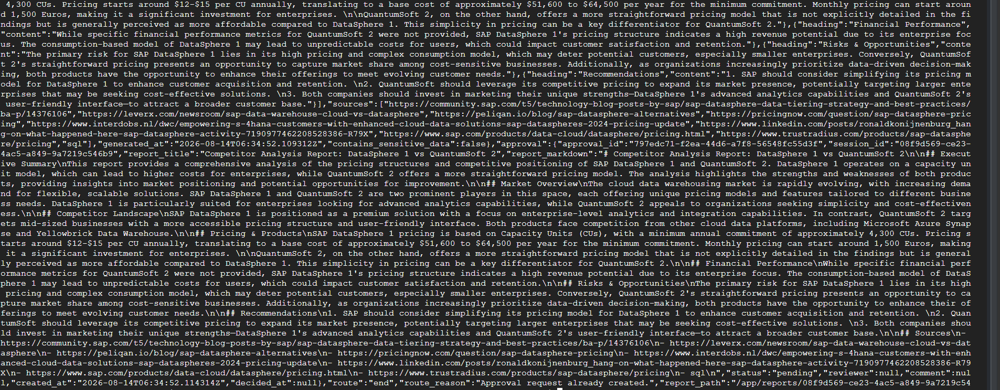 4,300 CUs. Pricing starts around $12–$15 per CU annually, translating to a base cost of approximately $51,600 to $64,500 per year for the minimum commitment. Monthly pricing can start aroun
d 1,500 Euros, making it a significant investment for enterprises. \n\nQuantumSoft 2, on the other hand, offers a more straightforward pricing model that is not explicitly detailed in the fi
ndings but is generally perceived as more affordable compared to DataSphere 1. This simplicity in pricing can be a key differentiator for QuantumSoft 2."},{"heading":"Financial Performance",
"content":"While specific financial performance metrics for QuantumSoft 2 were not provided, SAP DataSphere 1's pricing structure indicates a high revenue potential due to its enterprise foc
us. The consumption-based model of DataSphere 1 may lead to unpredictable costs for users, which could impact customer satisfaction and retention."},{"heading":"Risks & Opportunities","conte
nt":"The primary risk for SAP DataSphere 1 lies in its high pricing and complex consumption model, which may deter potential customers, especially smaller enterprises. Conversely, QuantumSof
t 2's straightforward pricing presents an opportunity to capture market share among cost-sensitive businesses. Additionally, as organizations increasingly prioritize data-driven decision-mak
ing, both products have the opportunity to enhance their offerings to meet evolving customer needs."},{"heading":"Recommendations","content":"1. SAP should consider simplifying its pricing m
odel for DataSphere 1 to enhance customer acquisition and retention. \n2. QuantumSoft should leverage its competitive pricing to expand its market presence, potentially targeting larger ente
rprises that may be seeking cost-effective solutions. \n3. Both companies should invest in marketing their unique strengths—DataSphere 1's advanced analytics capabilities and QuantumSoft 2's
 user-friendly interface—to attract a broader customer base."}],"sources":["https://community.sap.com/t5/technology-blog-posts-by-sap/sap-datasphere-data-tiering-strategy-and-best-practices/
ba-p/14376106","https://leverx.com/newsroom/sap-data-warehouse-cloud-vs-datasphere","https://peliqan.io/blog/sap-datasphere-alternatives","https://pricingnow.com/question/sap-datasphere-pric
ing","https://www.interdobs.nl/dwc/empowering-s-4hana-customers-with-enhanced-cloud-data-solutions-sap-dataspheres-2024-pricing-update","https://www.linkedin.com/posts/ronaldkonijnenburg_han
g-on-what-happened-here-sap-datasphere-activity-7190977462208528386-R79X","https://www.sap.com/products/data-cloud/datasphere/pricing.html","https://www.trustradius.com/products/sap-datasphe
re/pricing","sql"],"generated_at":"2026-08-14T06:34:52.109312Z","contains_sensitive_data":false},"approval":{"approval_id":"797edc71-f2ea-44d6-a7f8-56548fc55d3f","session_id":"08f9d569-ce23-
4ac5-a849-9a7219c546b9","report_title":"Competitor Analysis Report: DataSphere 1 vs QuantumSoft 2","report_markdown":"# Competitor Analysis Report: DataSphere 1 vs QuantumSoft 2\n\n## Execut
ive Summary\nThis report provides a comprehensive analysis of the pricing structures and competitive positioning of SAP DataSphere 1 and QuantumSoft 2. DataSphere 1 operates on a capacity un
it model, which can lead to higher costs for enterprises, while QuantumSoft 2 offers a more straightforward pricing model. The analysis highlights the strengths and weaknesses of both produc
ts, providing insights into market positioning and potential opportunities for improvement.\n\n## Market Overview\nThe cloud data warehousing market is rapidly evolving, with increasing dema
nd for flexible, scalable solutions. SAP DataSphere 1 and QuantumSoft 2 are two prominent players in this space, each offering unique pricing models and features tailored to different busine
ss needs. DataSphere 1 is particularly suited for enterprises looking for advanced analytics capabilities, while QuantumSoft 2 appeals to organizations seeking simplicity and cost-effectiven
ess.\n\n## Competitor Landscape\nSAP DataSphere 1 is positioned as a premium solution with a focus on enterprise-level analytics and integration capabilities. In contrast, QuantumSoft 2 targ
ets mid-sized businesses with a more accessible pricing structure and user-friendly interface. Both products face competition from other cloud data platforms, including Microsoft Azure Synap
se and Yellowbrick Data Warehouse.\n\n## Pricing & Products\nSAP DataSphere 1 pricing is based on Capacity Units (CUs), with a minimum annual commitment of approximately 4,300 CUs. Pricing s
tarts around $12–$15 per CU annually, translating to a base cost of approximately $51,600 to $64,500 per year for the minimum commitment. Monthly pricing can start around 1,500 Euros, making
 it a significant investment for enterprises. \n\nQuantumSoft 2, on the other hand, offers a more straightforward pricing model that is not explicitly detailed in the findings but is general
ly perceived as more affordable compared to DataSphere 1. This simplicity in pricing can be a key differentiator for QuantumSoft 2.\n\n## Financial Performance\nWhile specific financial perf
ormance metrics for QuantumSoft 2 were not provided, SAP DataSphere 1's pricing structure indicates a high revenue potential due to its enterprise focus. The consumption-based model of DataS
phere 1 may lead to unpredictable costs for users, which could impact customer satisfaction and retention.\n\n## Risks & Opportunities\nThe primary risk for SAP DataSphere 1 lies in its high
 pricing and complex consumption model, which may deter potential customers, especially smaller enterprises. Conversely, QuantumSoft 2's straightforward pricing presents an opportunity to ca
pture market share among cost-sensitive businesses. Additionally, as organizations increasingly prioritize data-driven decision-making, both products have the opportunity to enhance their of
ferings to meet evolving customer needs.\n\n## Recommendations\n1. SAP should consider simplifying its pricing model for DataSphere 1 to enhance customer acquisition and retention. \n2. Quan
tumSoft should leverage its competitive pricing to expand its market presence, potentially targeting larger enterprises that may be seeking cost-effective solutions. \n3. Both companies shou
ld invest in marketing their unique strengths—DataSphere 1's advanced analytics capabilities and QuantumSoft 2's user-friendly interface—to attract a broader customer base.\n\n## Sources\n-
https://community.sap.com/t5/technology-blog-posts-by-sap/sap-datasphere-data-tiering-strategy-and-best-practices/ba-p/14376106\n- https://leverx.com/newsroom/sap-data-warehouse-cloud-vs-dat
asphere\n- https://peliqan.io/blog/sap-datasphere-alternatives\n- https://pricingnow.com/question/sap-datasphere-pricing\n- https://www.interdobs.nl/dwc/empowering-s-4hana-customers-with-enh
anced-cloud-data-solutions-sap-dataspheres-2024-pricing-update\n- https://www.linkedin.com/posts/ronaldkonijnenburg_hang-on-what-happened-here-sap-datasphere-activity-7190977462208528386-R79
X\n- https://www.sap.com/products/data-cloud/datasphere/pricing.html\n- https://www.trustradius.com/products/sap-datasphere/pricing\n- sql\n","status":"pending","reviewer":null,"comment":nul
l,"created_at":"2026-08-14T06:34:52.114314Z","decided_at":null},"route":"end","route_reason":"Approval request already created.","report_path":"/app/reports/08f9d569-ce23-4ac5-a849-9a7219c54